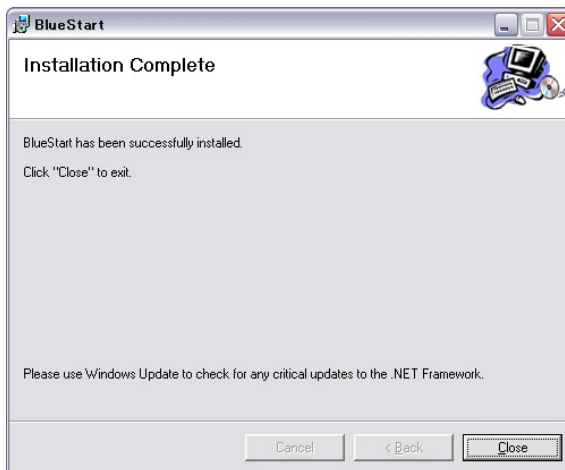 BlueStart
Installation Complete
BlueStart has been successfully installed.
Click "Close" to exit.
Please use Windows Update to check for any critical updates to the .NET Framework.
Cancel
< Back
Close